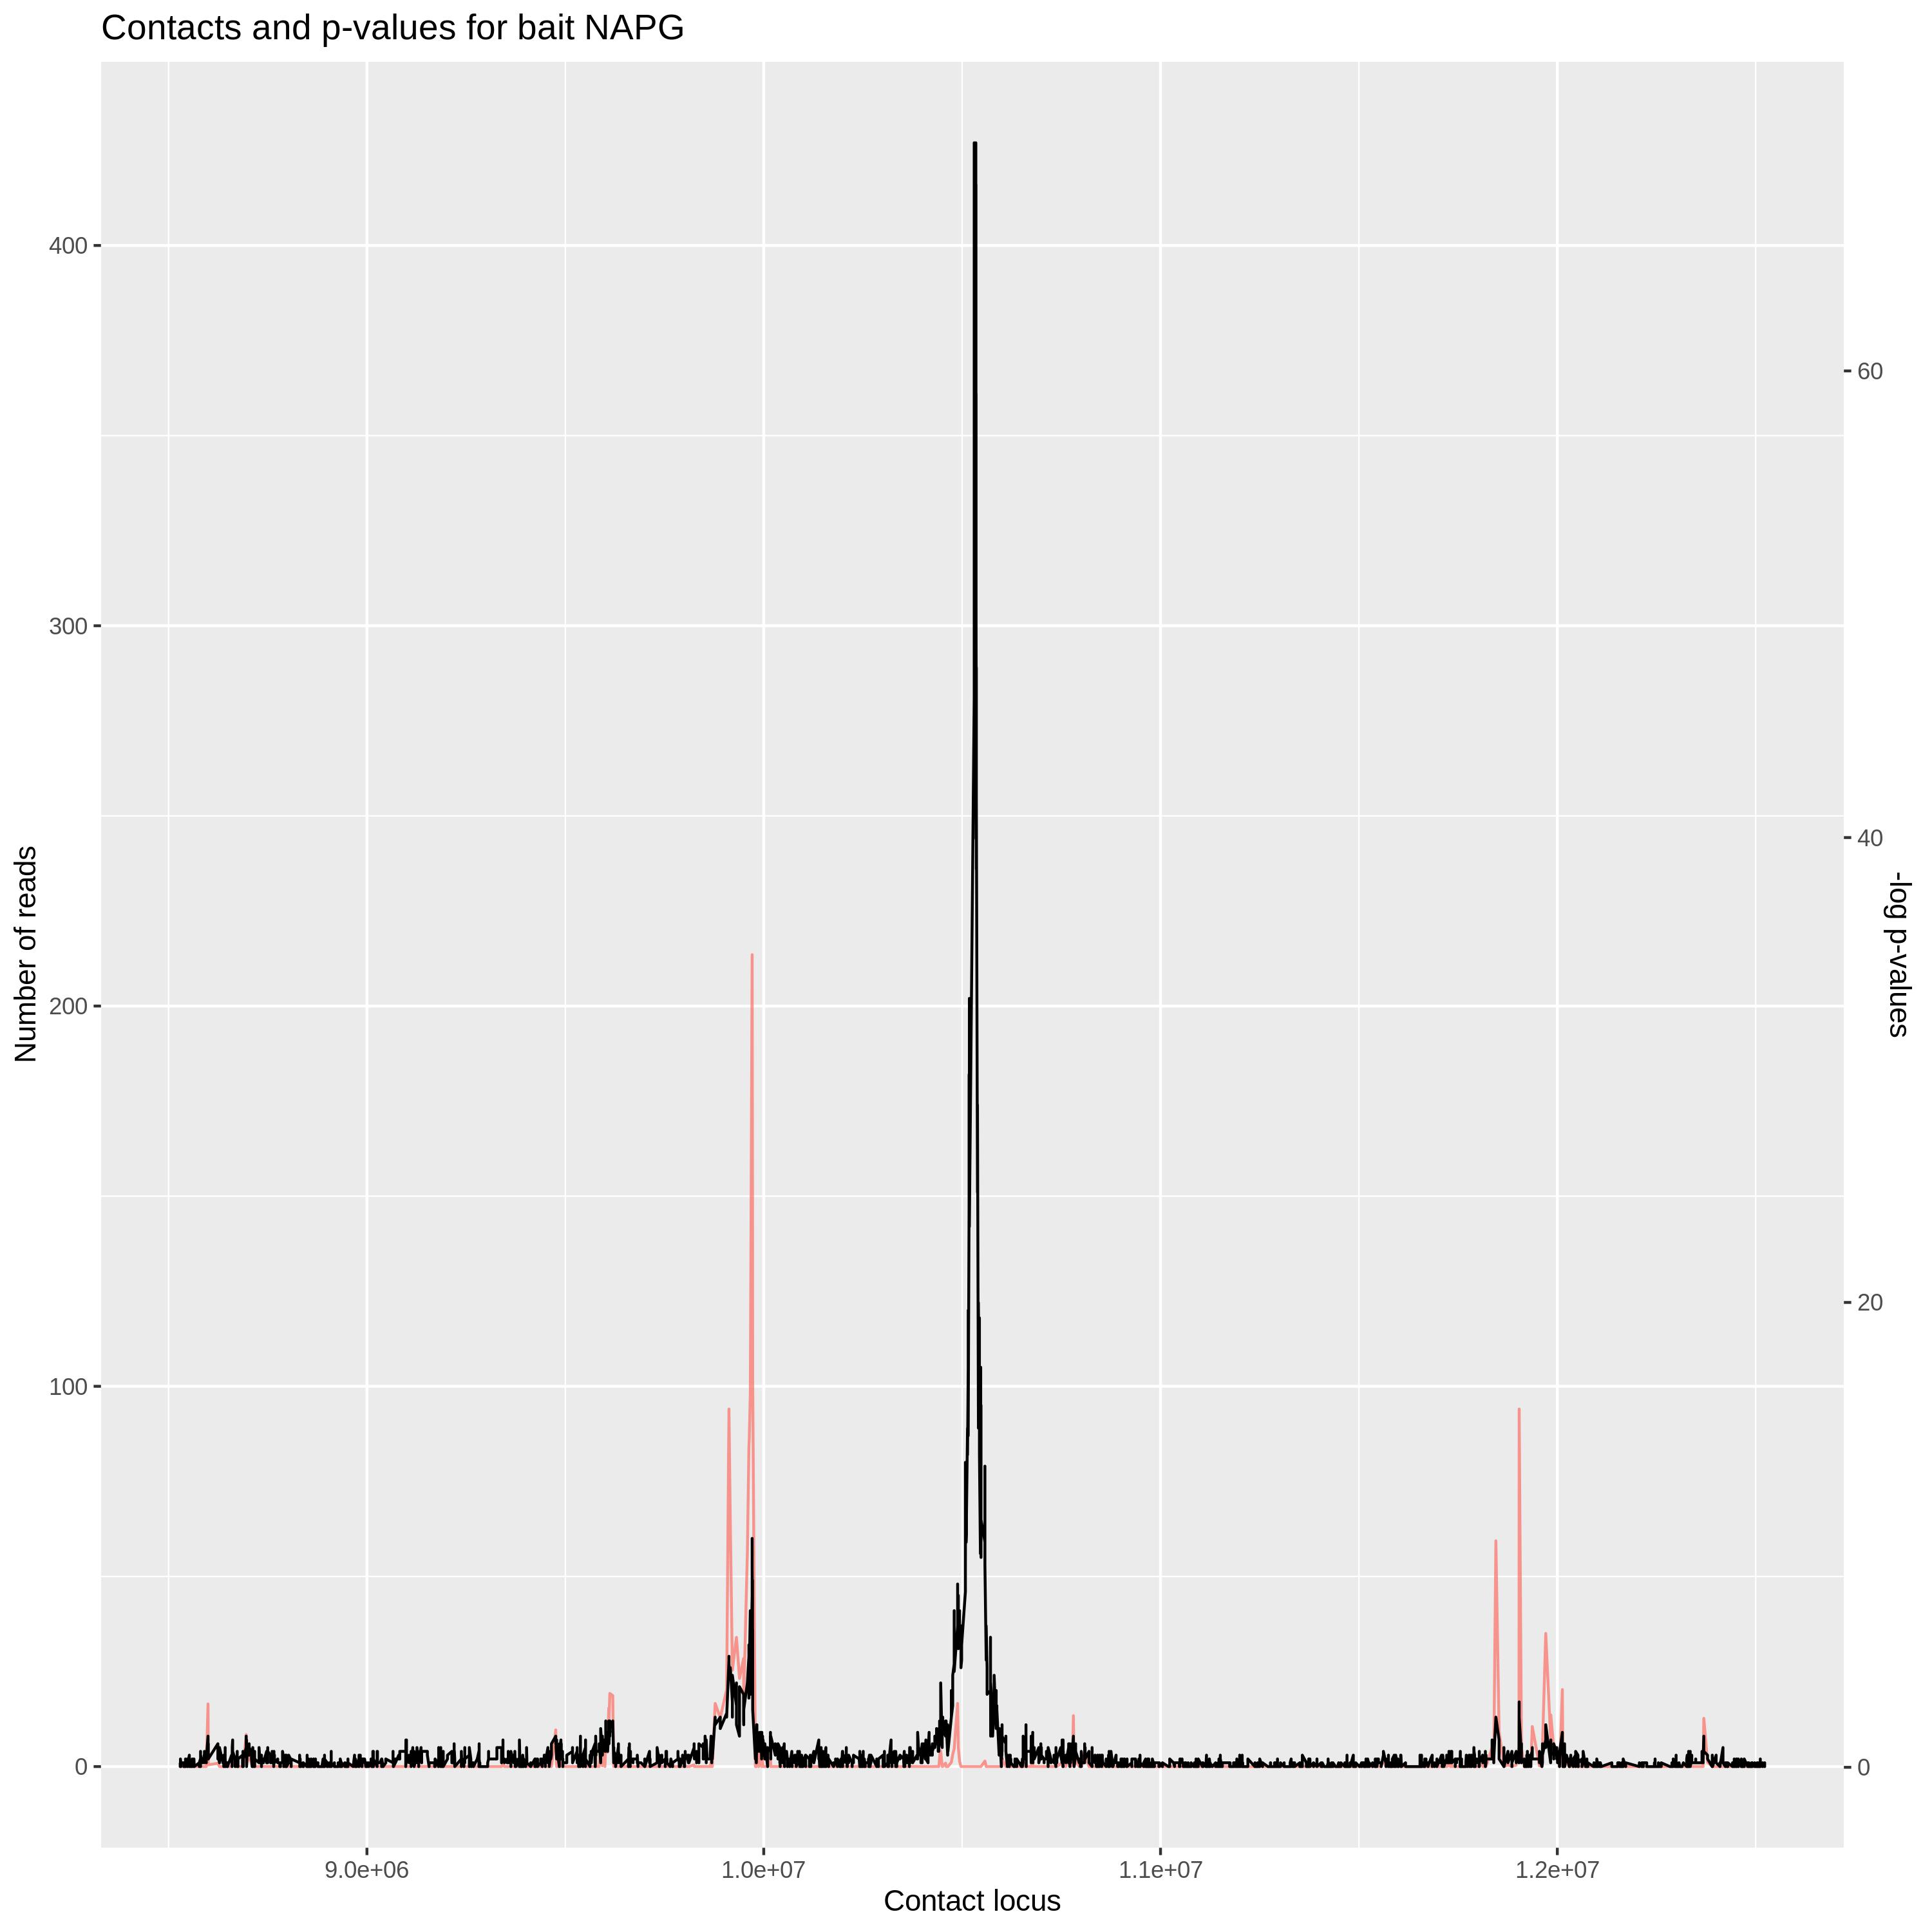 Contacts and p-values for bait NAPG
Number of reads
400
300
200
100
0
60
40
20
0
-log p-values
9.0e+06
1.0e+07
1.1e+07
1.2e+07
Contact locus